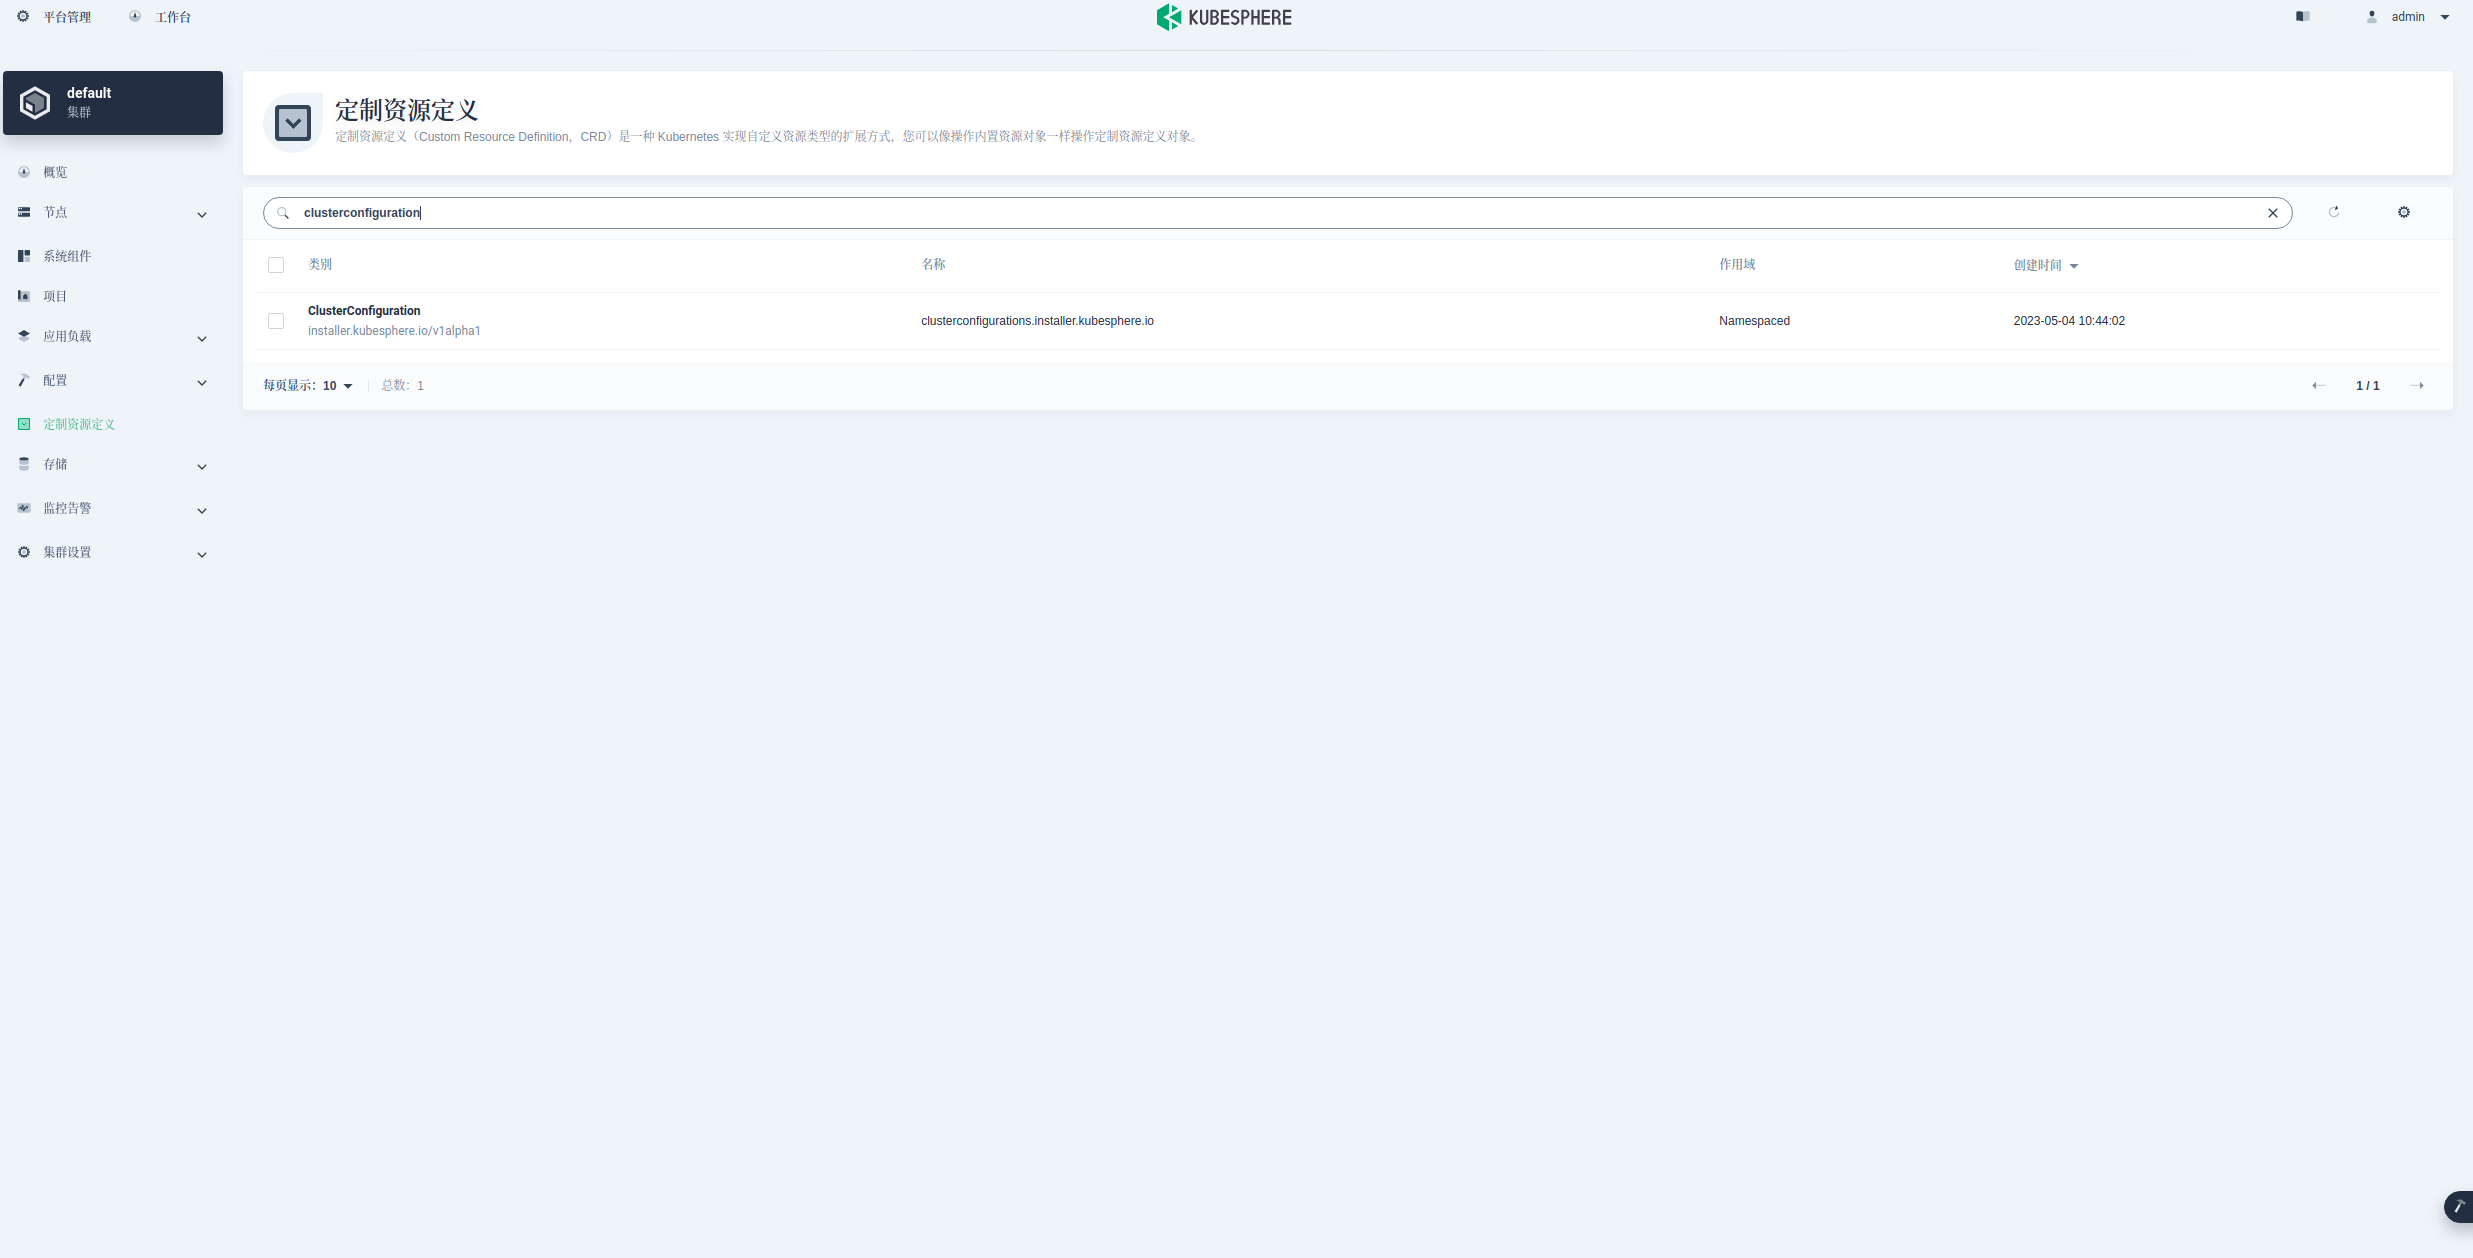 平台管理
工作台
KUBESPHERE
admin
default
集群
概览
节点
系统组件
项目
应用负载
配置
定制资源定义
存储
监控告警
集群设置
定制资源定义
定制资源定义（Custom Resource Definition，CRD）是一种 Kubernetes 实现自定义资源类型的扩展方式，您可以像操作内置资源对象一样操作定制资源定义对象。
clusterconfiguration
类别 名称 作用域 创建时间
ClusterConfiguration
installer.kubesphere.io/v1alpha1
clusterconfigurations.installer.kubesphere.io
Namespaced
2023-05-04 10:44:02
每页显示：10
总数：1
1 / 1